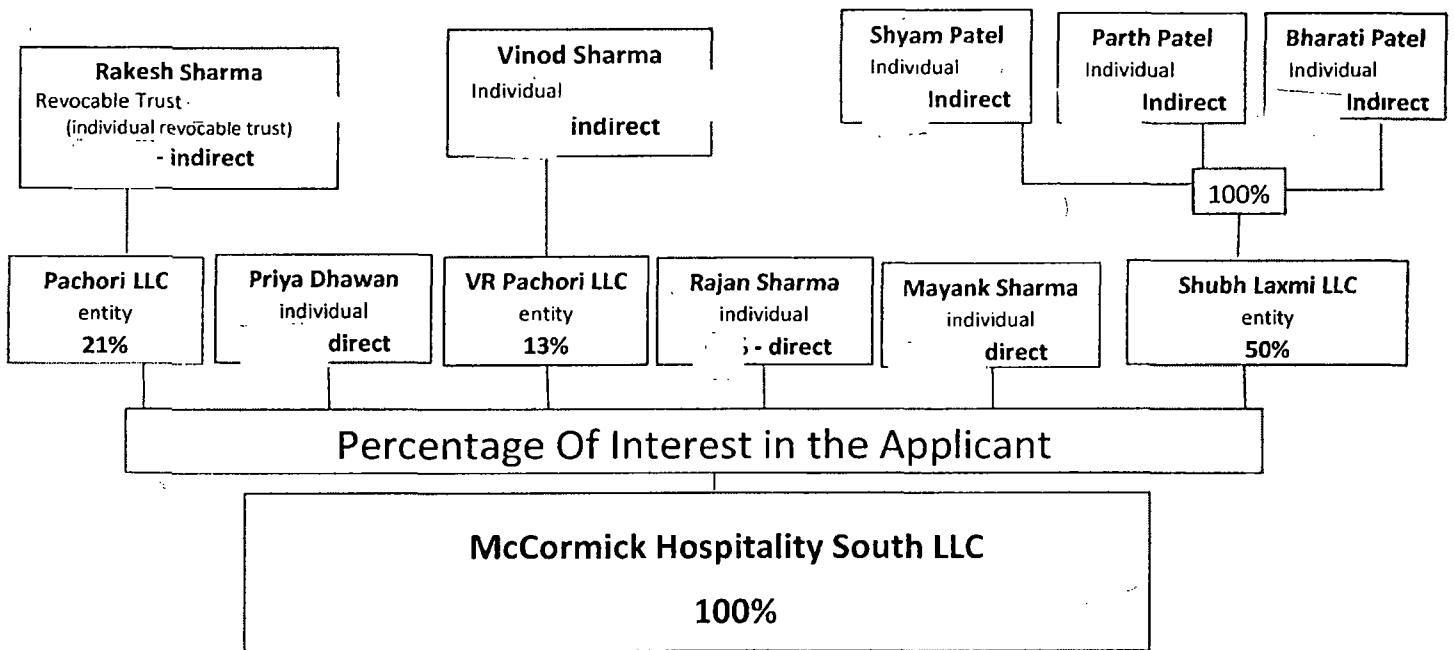 Rakesh Sharma
Revocable Trust
(individual revocable trust)
- indirect
Vinod Sharma
Individual
indirect
Shyam Patel
Individual
Indirect
Parth Patel
Individual
Indirect
Bharati Patel
Individual
Indirect
100%
Pachori LLC
entity
21%
Priya Dhawan
individual
direct
VR Pachori LLC
entity
13%
Rajan Sharma
individual
- direct
Mayank Sharma
individual
direct
Shubh Laxmi LLC
entity
50%
Percentage Of Interest in the Applicant
McCormick Hospitality South LLC
100%